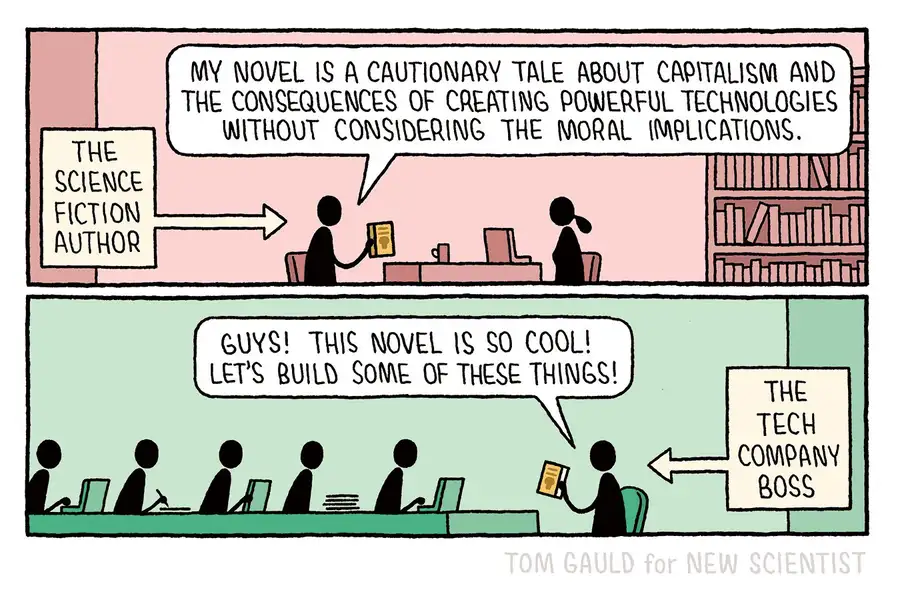 MY NOVEL IS A CAUTIONARY TALE ABOUT CAPITALISM AND
THE CONSEQUENCES OF CREATING POWERFUL TECHNOLOGIES
WITHOUT CONSIDERING THE MORAL IMPLICATIONS.
THE
SCIENCE
FICTION
AUTHOR
GUYS! THIS NOVEL IS SO COOL!
LET'S BUILD SOME OF THESE THINGS!
THE
TECH
COMPANY
BOSS
TOM GAULD for NEW SCIENTIST